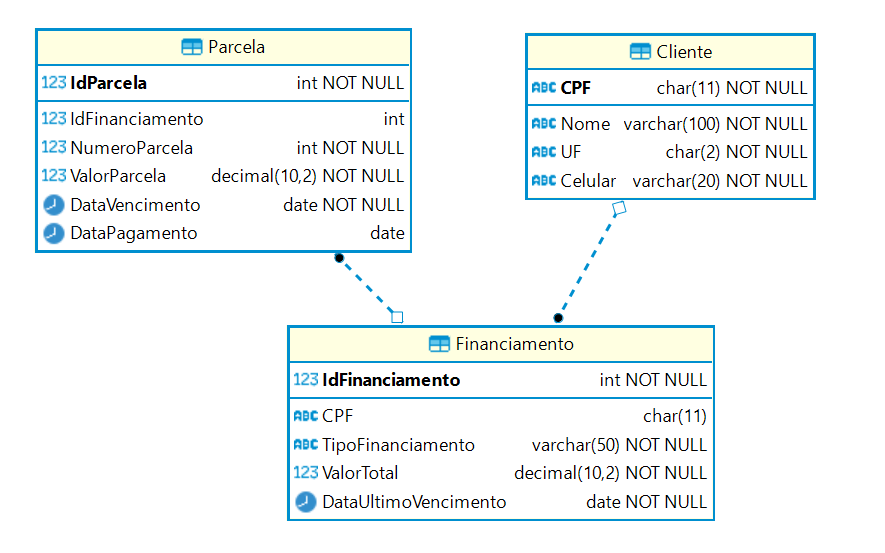 Parcela
123 IdParcela int NOT NULL
123 IdFinanciamento int
123 NumeroParcela int NOT NULL
123 ValorParcela decimal(10,2) NOT NULL
DataVencimento date NOT NULL
DataPagamento date
Cliente
ABC CPF char(11) NOT NULL
ABC Nome varchar(100) NOT NULL
ABC UF char(2) NOT NULL
ABC Celular varchar(20) NOT NULL
Financiamento
123 IdFinanciamento int NOT NULL
ABC CPF char(11)
ABC TipoFinanciamento varchar(50) NOT NULL
123 ValorTotal decimal(10,2) NOT NULL
DataUltimoVencimento date NOT NULL